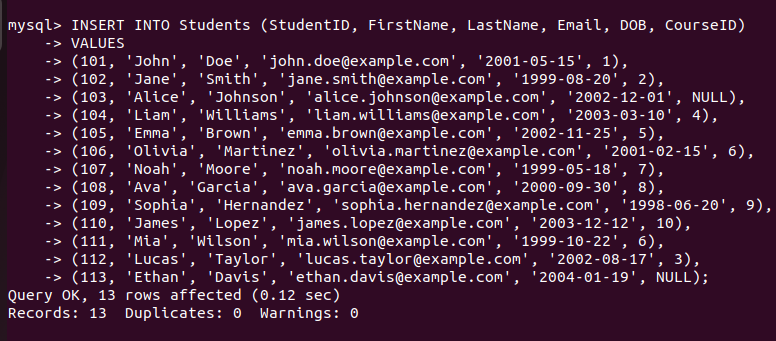 mysql> INSERT INTO Students (StudentID, FirstName, LastName, Email, DOB, CourseID)
    -> VALUES
    -> (101, 'John', 'Doe', 'john.doe@example.com', '2001-05-15', 1),
    -> (102, 'Jane', 'Smith', 'jane.smith@example.com', '1999-08-20', 2),
    -> (103, 'Alice', 'Johnson', 'alice.johnson@example.com', '2002-12-01', NULL),
    -> (104, 'Liam', 'Williams', 'liam.williams@example.com', '2003-03-10', 4),
    -> (105, 'Emma', 'Brown', 'emma.brown@example.com', '2002-11-25', 5),
    -> (106, 'Olivia', 'Martinez', 'olivia.martinez@example.com', '2001-02-15', 6),
    -> (107, 'Noah', 'Moore', 'noah.moore@example.com', '1999-05-18', 7),
    -> (108, 'Ava', 'Garcia', 'ava.garcia@example.com', '2000-09-30', 8),
    -> (109, 'Sophia', 'Hernandez', 'sophia.hernandez@example.com', '1998-06-20', 9),
    -> (110, 'James', 'Lopez', 'james.lopez@example.com', '2003-12-12', 10),
    -> (111, 'Mia', 'Wilson', 'mia.wilson@example.com', '1999-10-22', 6),
    -> (112, 'Lucas', 'Taylor', 'lucas.taylor@example.com', '2002-08-17', 3),
    -> (113, 'Ethan', 'Davis', 'ethan.davis@example.com', '2004-01-19', NULL);
Query OK, 13 rows affected (0.12 sec)
Records: 13  Duplicates: 0  Warnings: 0